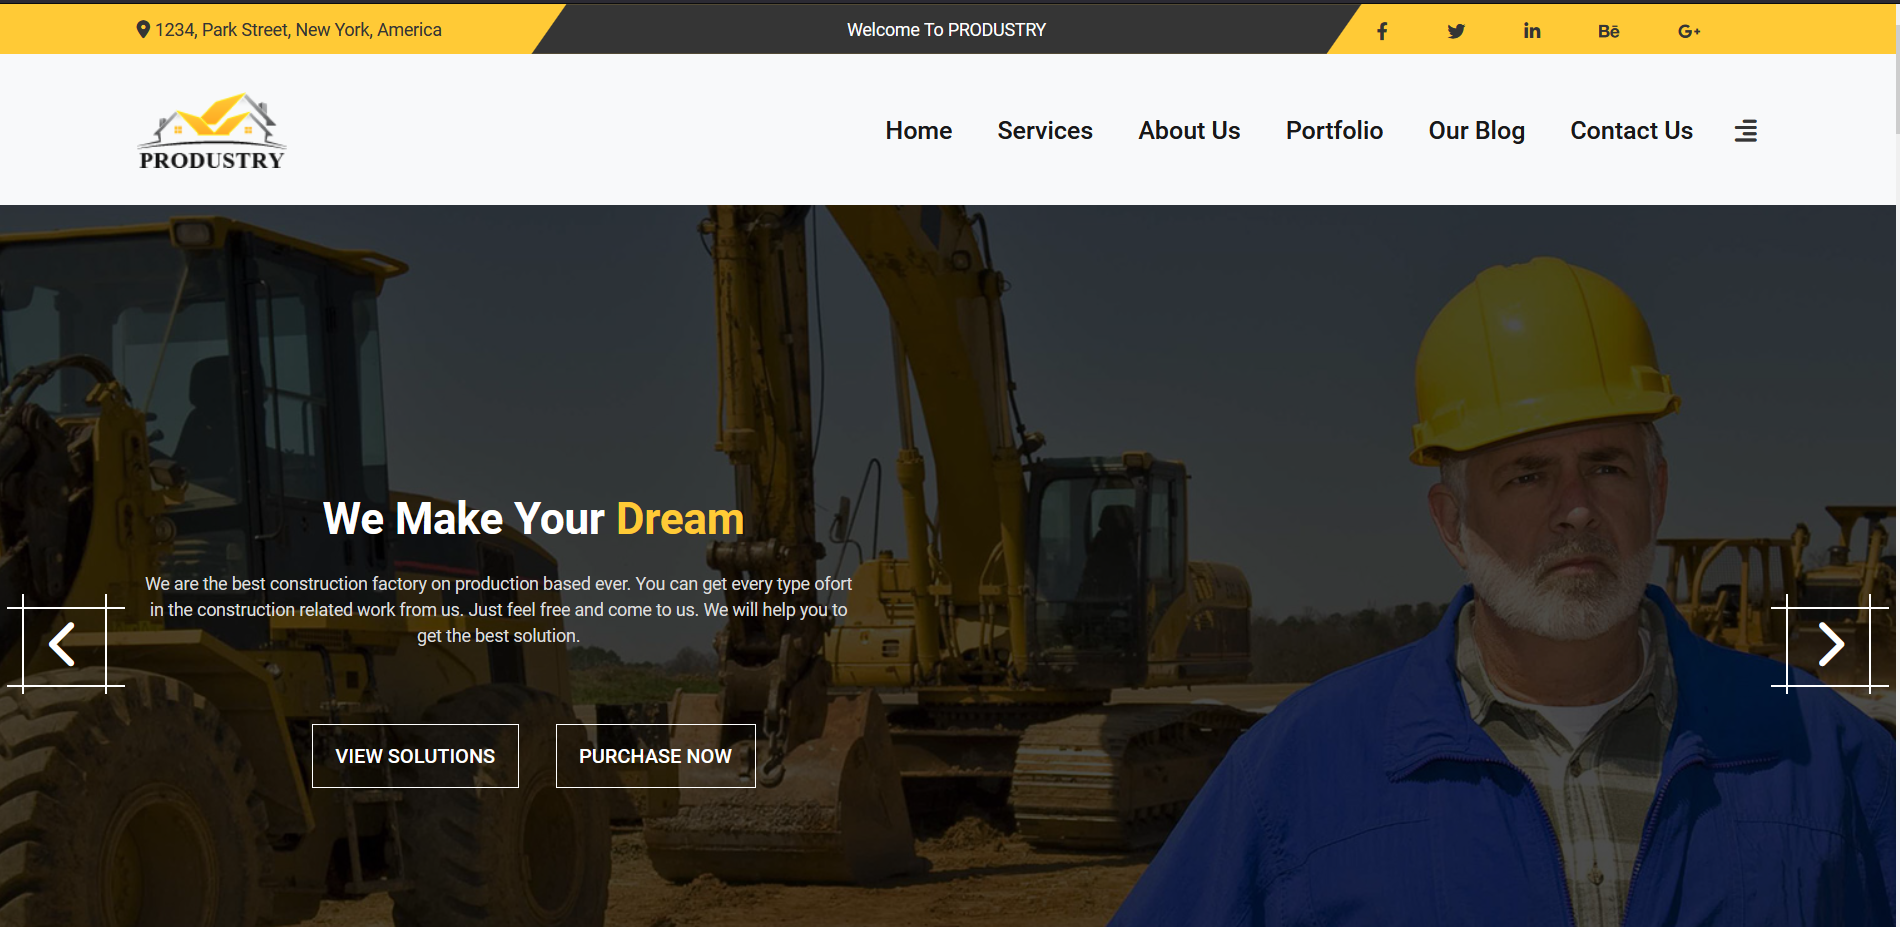 1234, Park Street, New York, America
Welcome To PRODUSTRY
Bē
G+
PRODUSTRY
Home
Services
About Us
Portfolio
Our Blog
Contact Us
We Make Your Dream
We are the best construction factory on production based ever. You can get every type ofort
in the construction related work from us. Just feel free and come to us. We will help you to
get the best solution.
VIEW SOLUTIONS
PURCHASE NOW